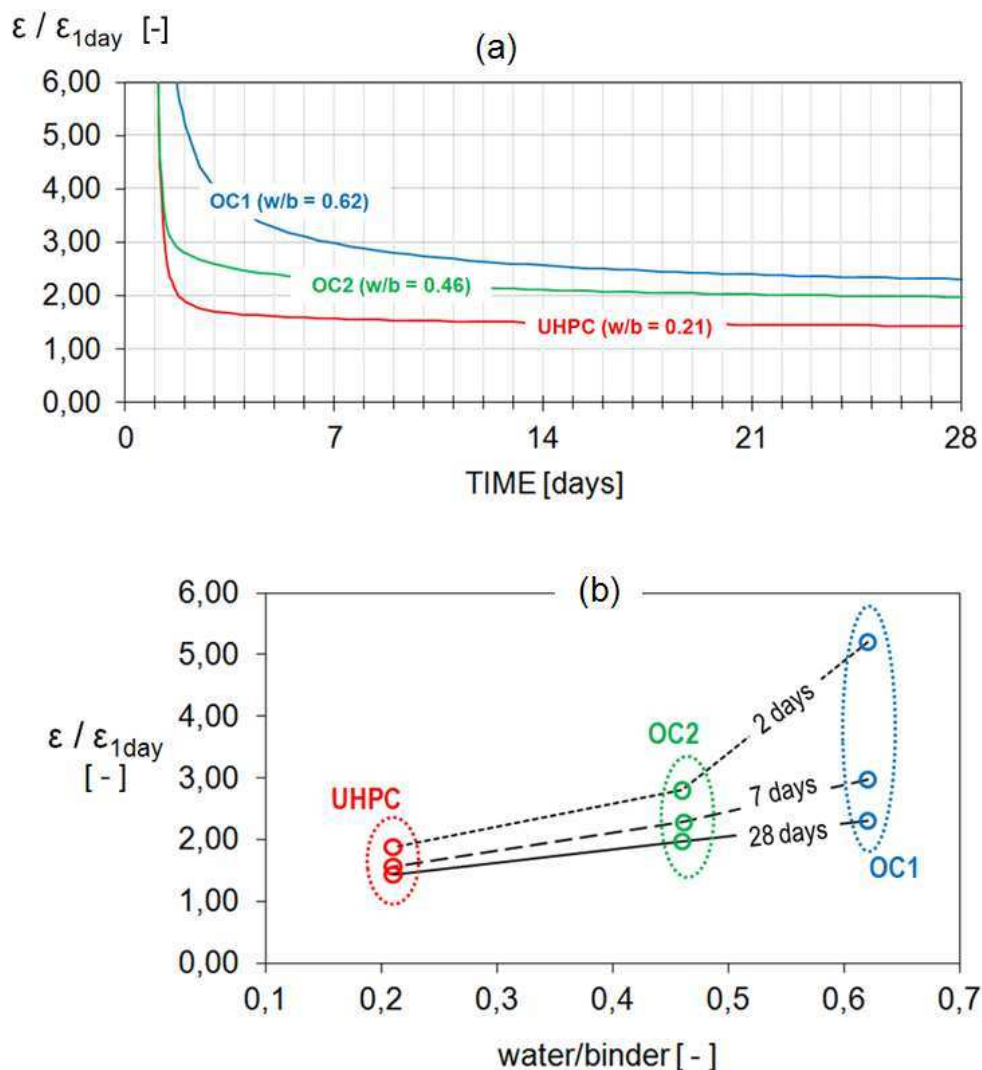 ε / ε1day [-]
(a)
6,00
5,00
4,00
3,00
2,00
1,00
0,00
OC1 (w/b = 0.62)
OC2 (w/b = 0.46)
UHPC (w/b = 0.21)
0 7 14 21 28
TIME [days]
(b)
6,00
5,00
4,00
3,00
2,00
1,00
0,00
ε / ε1day
[ - ]
UHPC
OC2
OC1
2 days
7 days
28 days
0,1 0,2 0,3 0,4 0,5 0,6 0,7
water/binder [ - ]